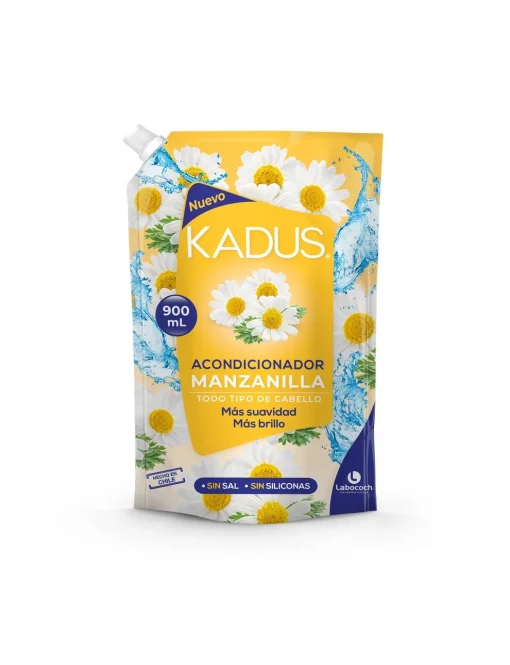 Nuevo
KADUS®
900
mL
ACONDICIONADOR
MANZANILLA
TODO TIPO DE CABELLO
Más suavidad
Más brillo
HECHO EN
CHILE
• SIN SAL • SIN SILICONAS
L
Labococh